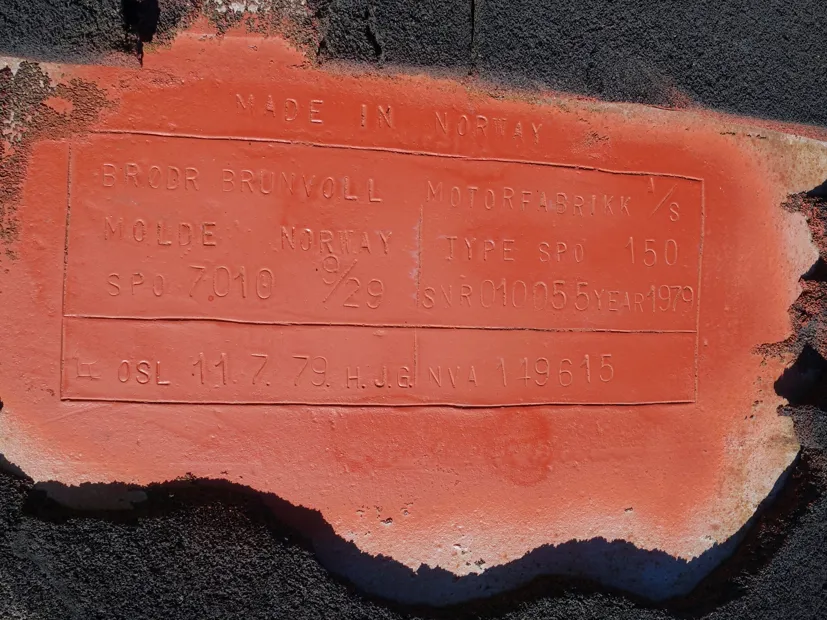 MADE IN NORWAY
BRØDR BRUNVOLL MOTORFABRIKK A/S
MOLDE NORWAY TYPE SPO 150
SPO 7010 9/29 SNR 010055 YEAR 1979
OSL 11.7.79. H.J.G. NVA 149615